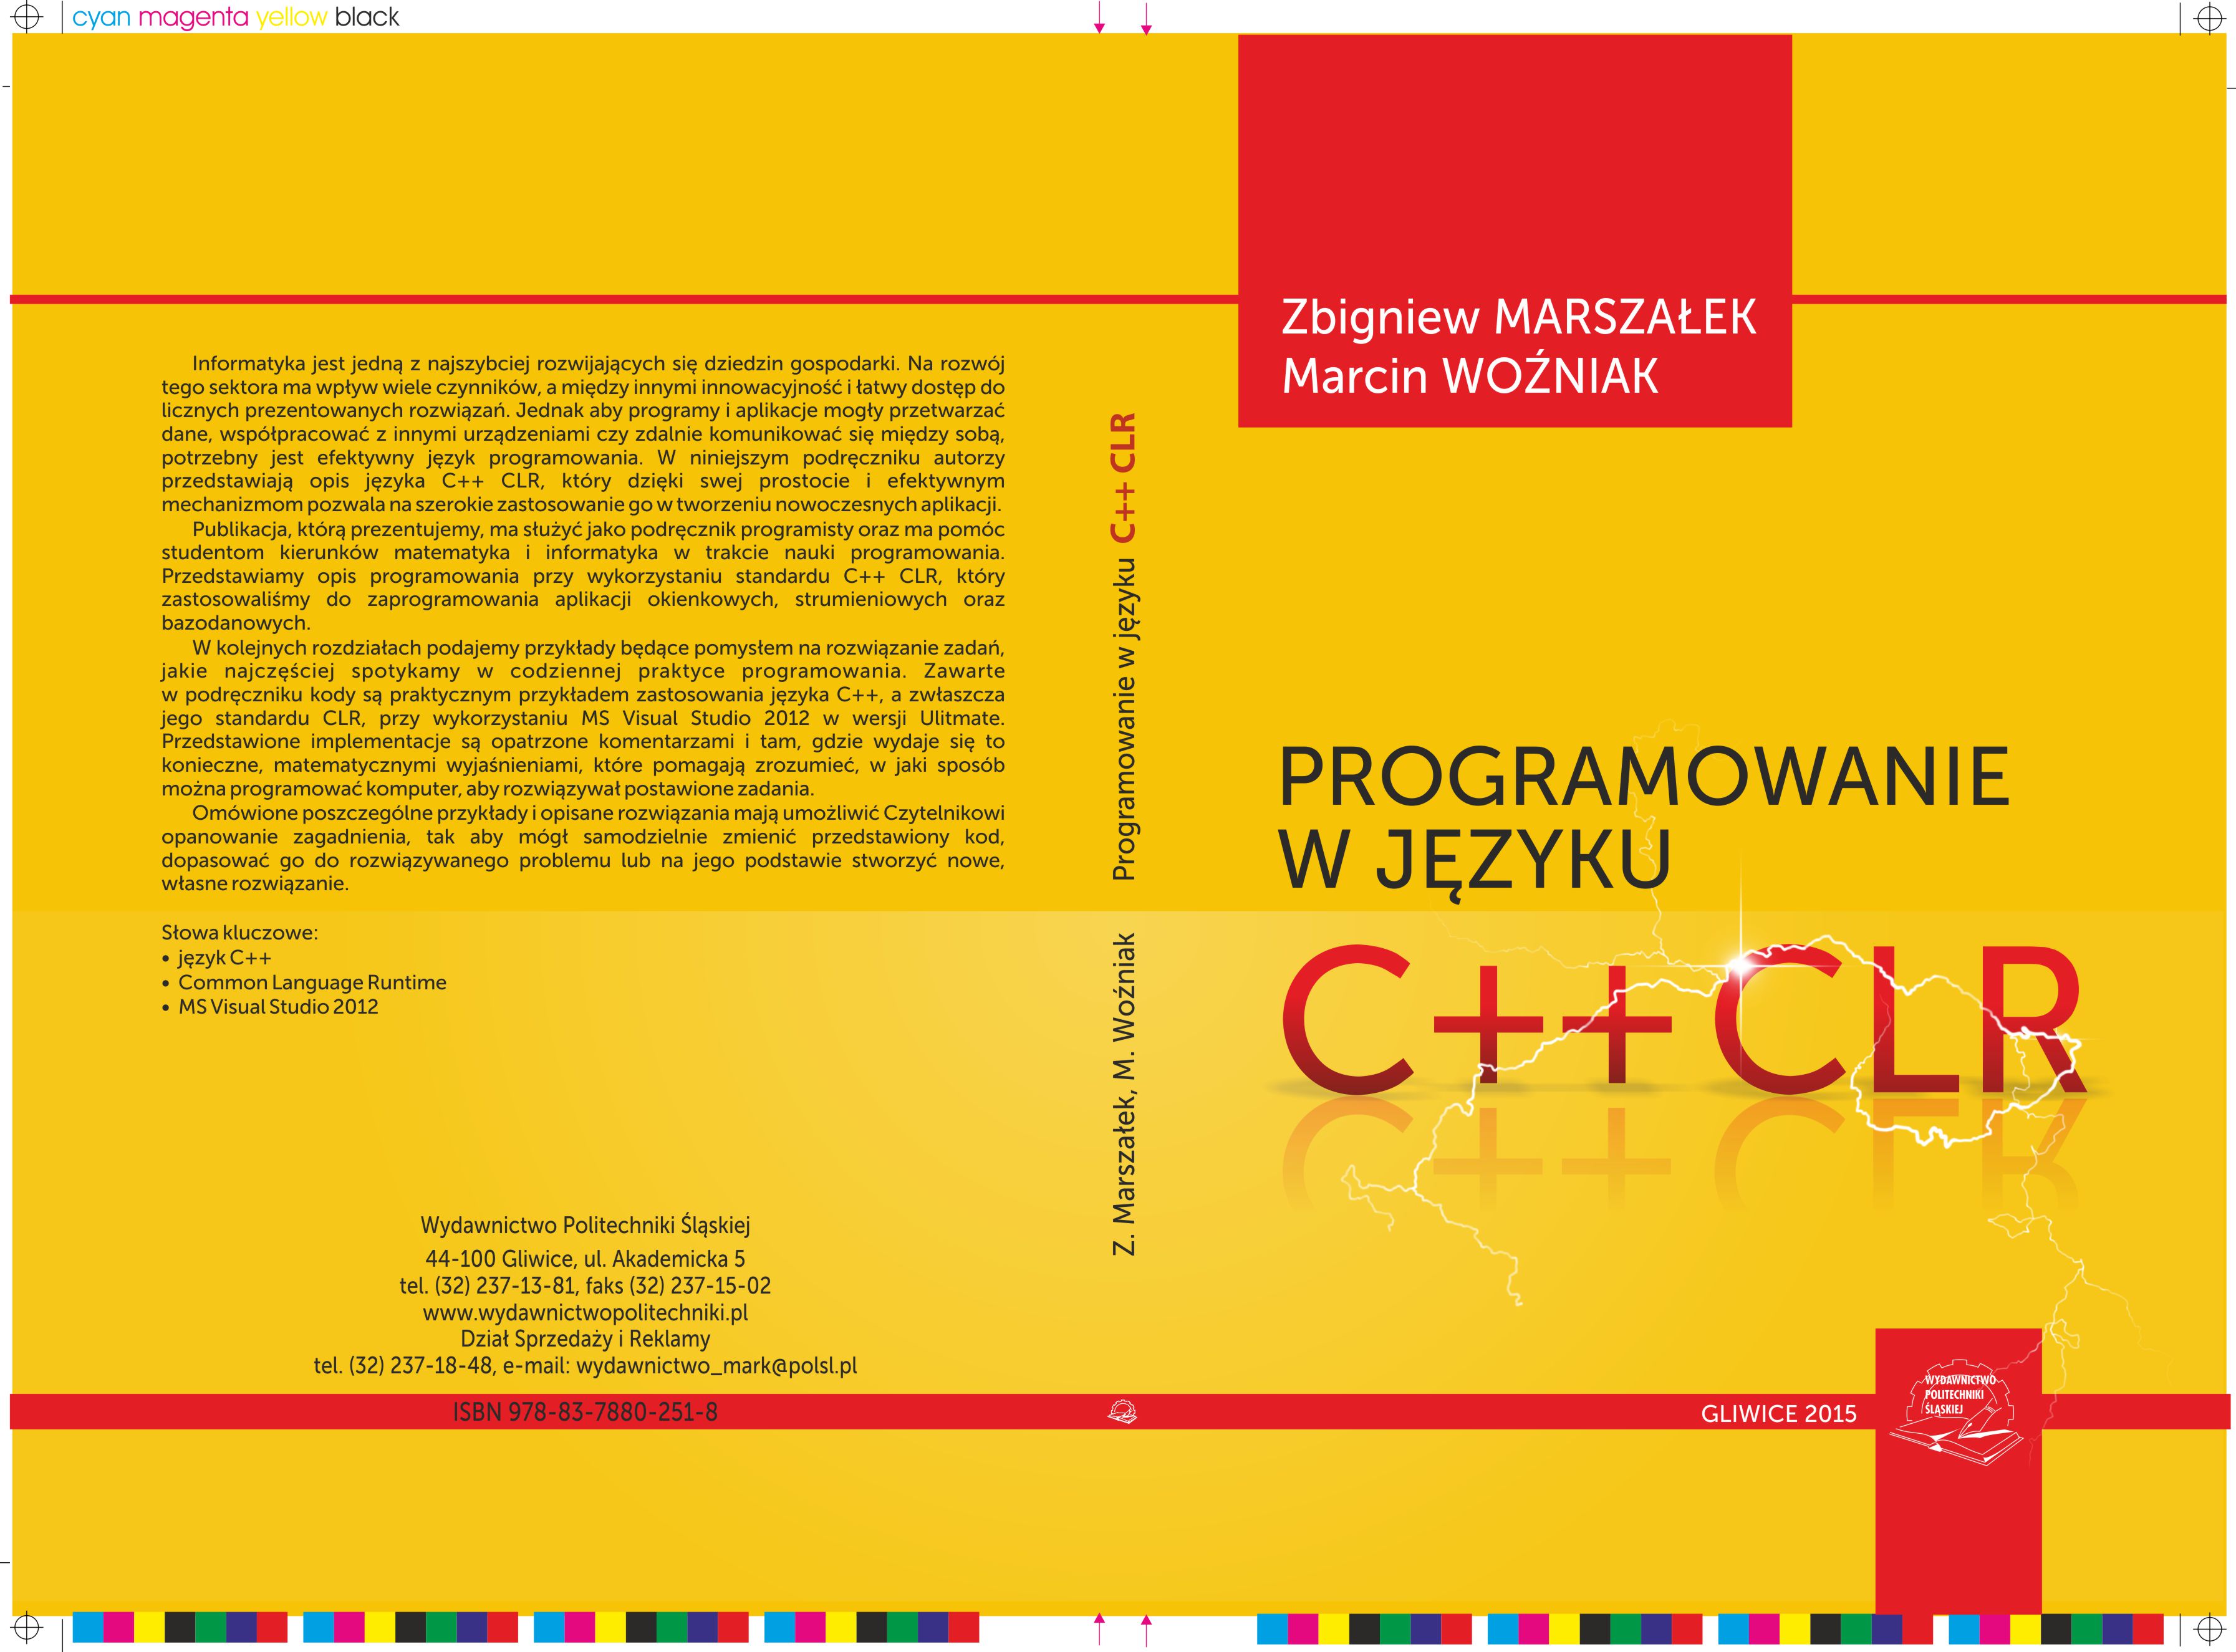 cyan magenta yellow black
Informatyka jest jedną z najszybciej rozwijających się dziedzin gospodarki. Na rozwój
tego sektora ma wpływ wiele czynników, a między innymi innowacyjność i łatwy dostęp do
licznych prezentowanych rozwiązań. Jednak aby programy i aplikacje mogły przetwarzać
dane, współpracować z innymi urządzeniami czy zdalnie komunikować się między sobą,
potrzebny jest efektywny język programowania. W niniejszym podręczniku autorzy
przedstawiają opis języka C++ CLR, który dzięki swej prostocie i efektywnym
mechanizmom pozwala na szerokie zastosowanie go w tworzeniu nowoczesnych aplikacji.
Publikacja, którą prezentujemy, ma służyć jako podręcznik programisty oraz ma pomóc
studentom kierunków matematyka i informatyka w trakcie nauki programowania.
Przedstawiamy opis programowania przy wykorzystaniu standardu C++ CLR, który
zastosowaliśmy do zaprogramowania aplikacji okienkowych, strumieniowych oraz
bazodanowych.
W kolejnych rozdziałach podajemy przykłady będące pomysłem na rozwiązanie zadań,
jakie najczęściej spotykamy w codziennej praktyce programowania. Zawarte
w podręczniku kody są praktycznym przykładem zastosowania języka C++, a zwłaszcza
jego standardu CLR, przy wykorzystaniu MS Visual Studio 2012 w wersji Ulitmate.
Przedstawione implementacje są opatrzone komentarzami i tam, gdzie wydaje się to
konieczne, matematycznymi wyjaśnieniami, które pomagają zrozumieć, w jaki sposób
można programować komputer, aby rozwiązywał postawione zadania.
Omówione poszczególne przykłady i opisane rozwiązania mają umożliwić Czytelnikowi
opanowanie zagadnienia, tak aby mógł samodzielnie zmienić przedstawiony kod,
dopasować go do rozwiązywanego problemu lub na jego podstawie stworzyć nowe,
własne rozwiązanie.
Słowa kluczowe:
• język C++
• Common Language Runtime
• MS Visual Studio 2012
Wydawnictwo Politechniki Śląskiej
44-100 Gliwice, ul. Akademicka 5
tel. (32) 237-13-81, faks (32) 237-15-02
www.wydawnictwopolitechniki.pl
Dział Sprzedaży i Reklamy
tel. (32) 237-18-48, e-mail: wydawnictwo_mark@polsl.pl
ISBN 978-83-7880-251-8
Z. Marszałek, M. Woźniak Programowanie w języku C++ CLR
Zbigniew MARSZAŁEK
Marcin WOŹNIAK
PROGRAMOWANIE
W JĘZYKU
C++ CLR
GLIWICE 2015
WYDAWNICTWO
POLITECHNIKI
ŚLĄSKIEJ